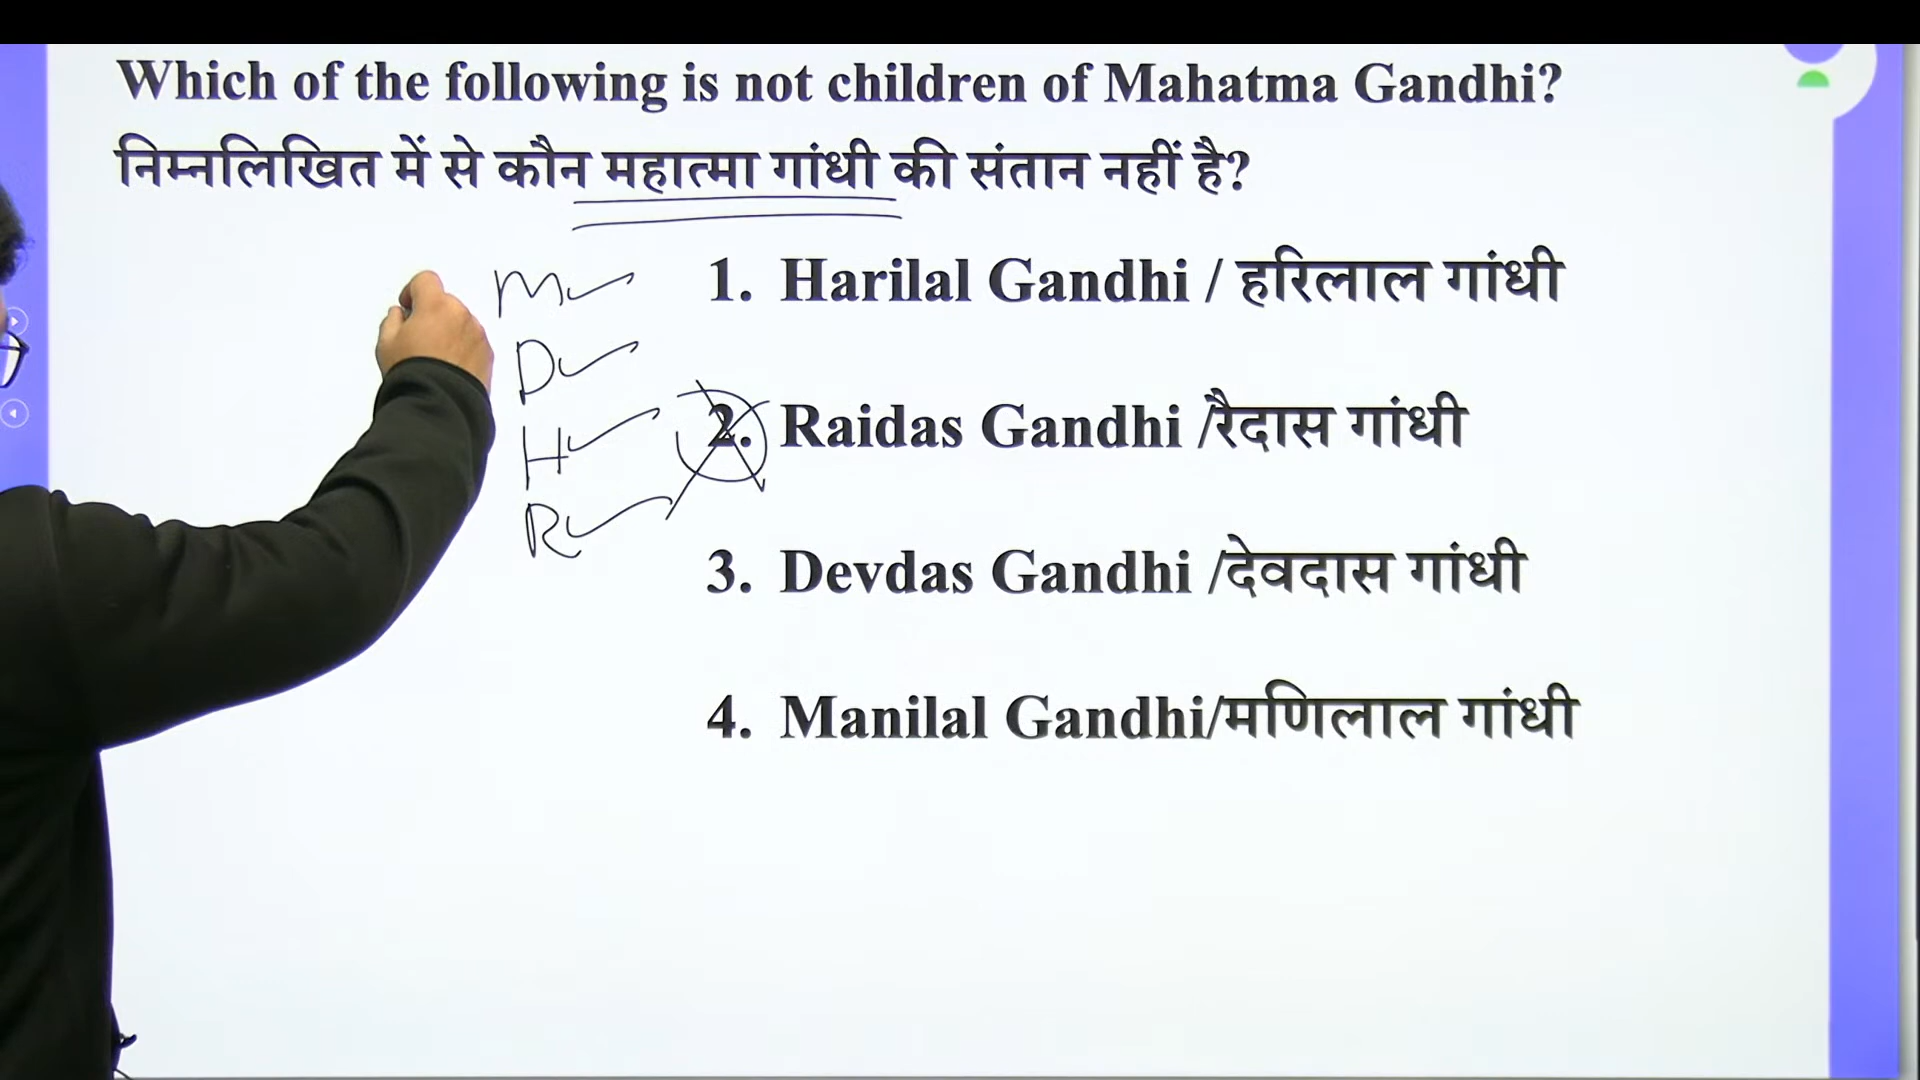 Which of the following is not children of Mahatma Gandhi?
निम्नलिखित में से कौन महात्मा गांधी की संतान नहीं है?
M
D
H
R
1. Harilal Gandhi / हरिलाल गांधी
2. Raidas Gandhi /रैदास गांधी
3. Devdas Gandhi /देवदास गांधी
4. Manilal Gandhi/मणिलाल गांधी